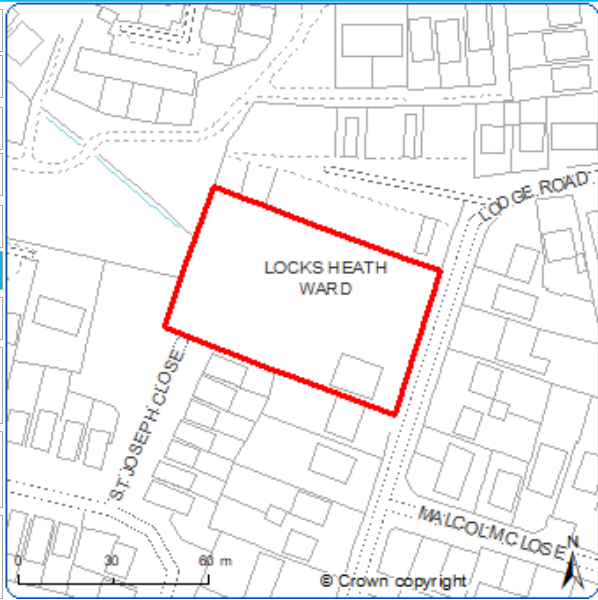 LODGE ROAD
LOCKS HEATH
WARD
ST JOSEPH CLOSE
MALCOLM CLOSE
N
0 30 60 m
© Crown copyright